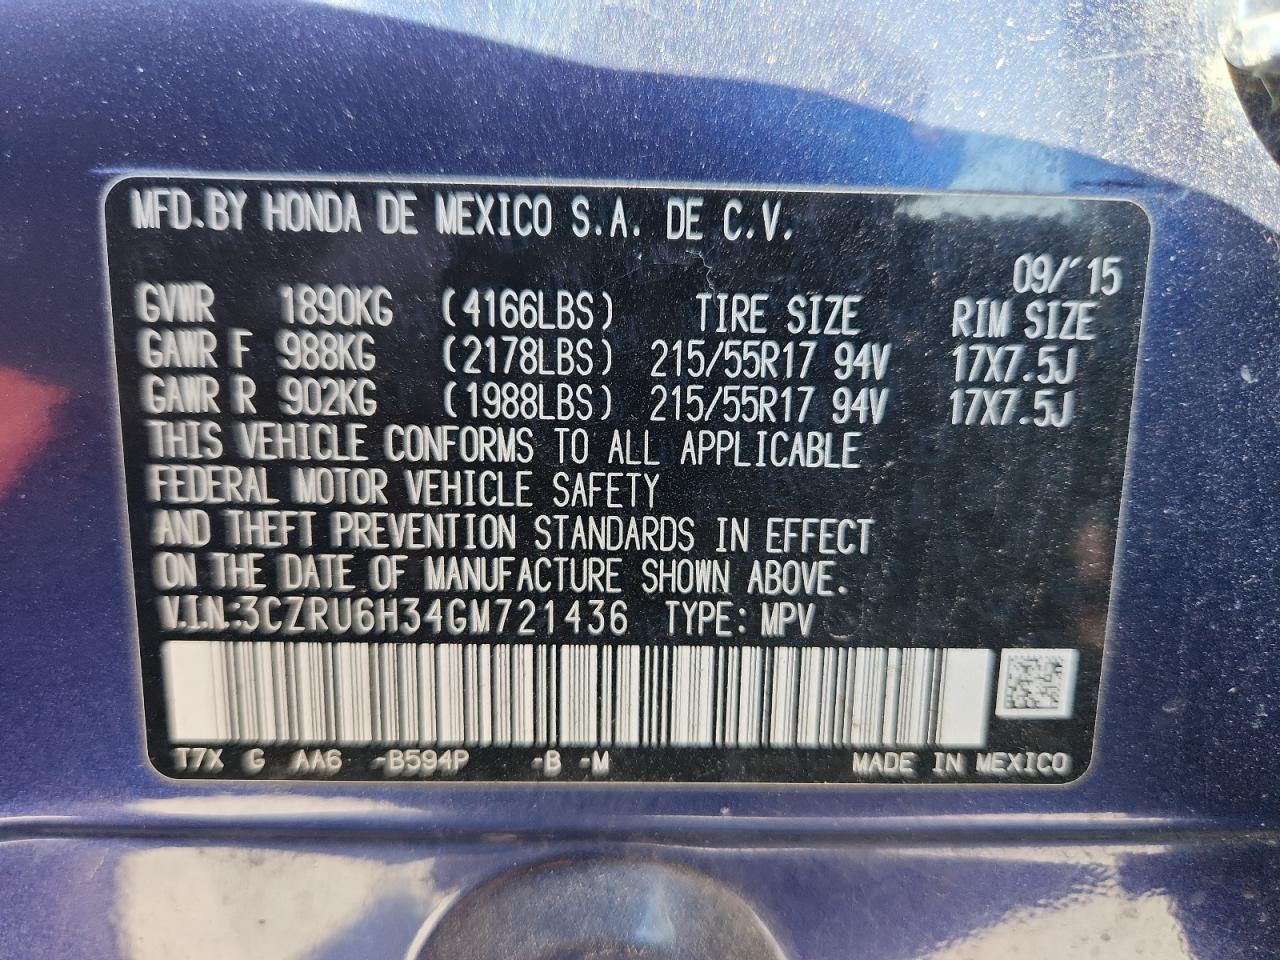 MFD.BY HONDA DE MEXICO S.A. DE C.V.
09/15
GVWR 1890KG (4166LBS) TIRE SIZE RIM SIZE
GAWR F 988KG (2178LBS) 215/55R17 94V 17X7.5J
GAWR R 902KG (1988LBS) 215/55R17 94V 17X7.5J
THIS VEHICLE CONFORMS TO ALL APPLICABLE
FEDERAL MOTOR VEHICLE SAFETY
AND THEFT PREVENTION STANDARDS IN EFFECT
ON THE DATE OF MANUFACTURE SHOWN ABOVE.
V.I.N.:3CZRU6H34GM721436 TYPE: MPV
T7X G AA6 -B594P -B -M MADE IN MEXICO